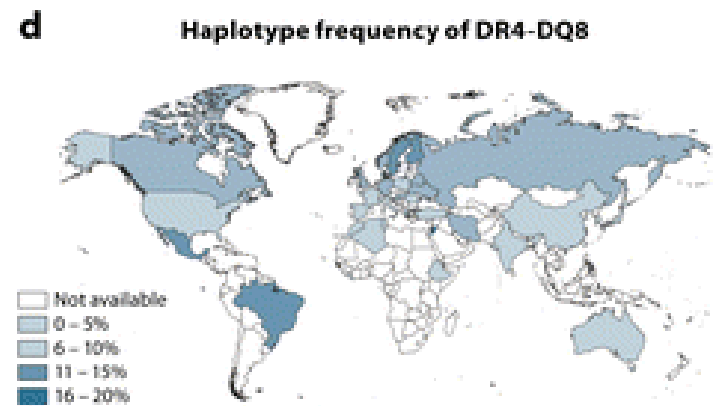 d
Haplotype frequency of DR4-DQ8
Not available
0 – 5%
6 – 10%
11 – 15%
16 – 20%